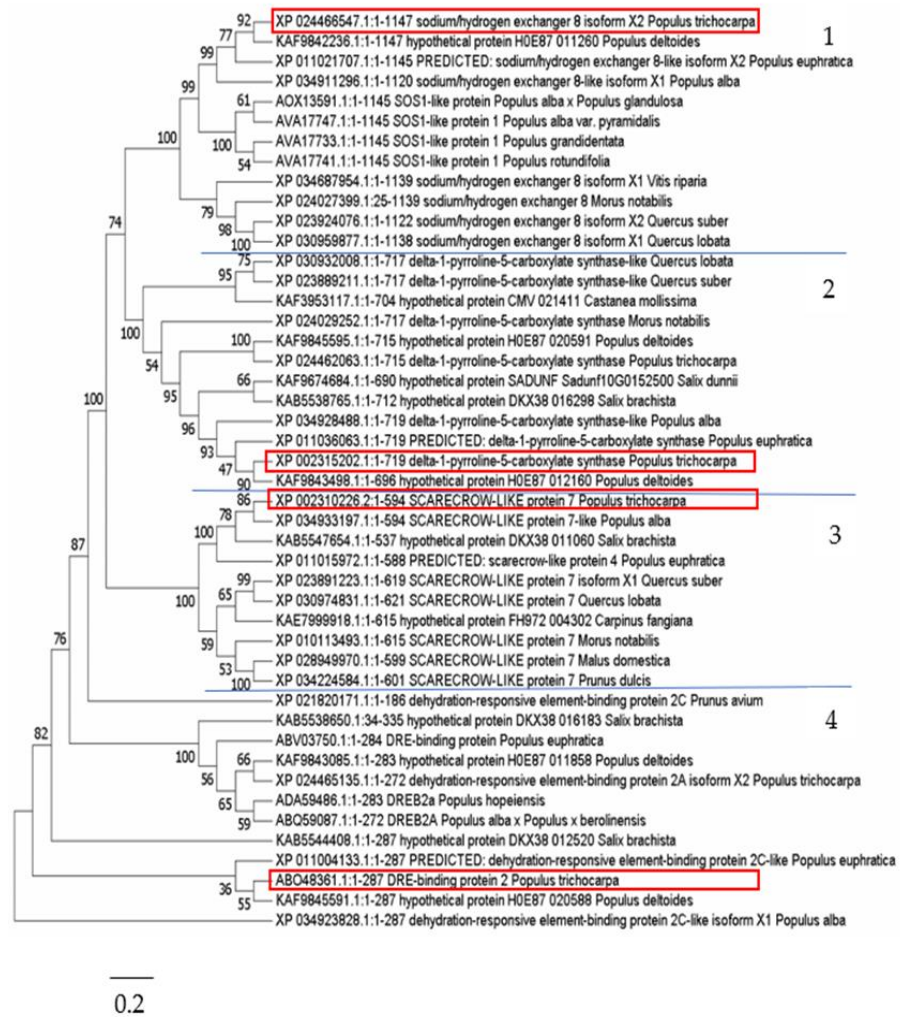 92 XP 024466547.1:1-1147 sodium/hydrogen exchanger 8 isoform X2 Populus trichocarpa
1
77 KAF9842236.1:1-1147 hypothetical protein H0E87 011260 Populus deltoides
99 XP 011021707.1:1-1145 PREDICTED: sodium/hydrogen exchanger 8-like isoform X2 Populus euphratica
99 XP 034911296.1:1-1120 sodium/hydrogen exchanger 8-like isoform X1 Populus alba
61 AOX13591.1:1-1145 SOS1-like protein Populus alba x Populus glandulosa
AVA17747.1:1-1145 SOS1-like protein 1 Populus alba var. pyramidalis
100 100 AVA17733.1:1-1145 SOS1-like protein 1 Populus grandidentata
54 AVA17741.1:1-1145 SOS1-like protein 1 Populus rotundifolia
XP 034687954.1:1-1139 sodium/hydrogen exchanger 8 isoform X1 Vitis riparia
79 XP 024027399.1:25-1139 sodium/hydrogen exchanger 8 Morus notabilis
74 98 XP 023924076.1:1-1122 sodium/hydrogen exchanger 8 isoform X2 Quercus suber
100 XP 030959877.1:1-1138 sodium/hydrogen exchanger 8 isoform X1 Quercus lobata
75 XP 030932008.1:1-717 delta-1-pyrroline-5-carboxylate synthase-like Quercus lobata
95 XP 023889211.1:1-717 delta-1-pyrroline-5-carboxylate synthase-like Quercus suber
2
KAF3953117.1:1-704 hypothetical protein CMV 021411 Castanea mollissima
100 XP 024029252.1:1-717 delta-1-pyrroline-5-carboxylate synthase Morus notabilis
100 KAF9845595.1:1-715 hypothetical protein H0E87 020591 Populus deltoides
54 XP 024462063.1:1-715 delta-1-pyrroline-5-carboxylate synthase Populus trichocarpa
66 KAF9674684.1:1-690 hypothetical protein SADUNF Sadunf10G0152500 Salix dunnii
100 95 KAB5538765.1:1-712 hypothetical protein DKX38 016298 Salix brachista
96 XP 034928488.1:1-719 delta-1-pyrroline-5-carboxylate synthase-like Populus alba
93 XP 011036063.1:1-719 PREDICTED: delta-1-pyrroline-5-carboxylate synthase Populus euphratica
47 XP 002315202.1:1-719 delta-1-pyrroline-5-carboxylate synthase Populus trichocarpa
90 KAF9843498.1:1-696 hypothetical protein H0E87 012160 Populus deltoides
86 XP 002310226.2:1-594 SCARECROW-LIKE protein 7 Populus trichocarpa
78 XP 034933197.1:1-594 SCARECROW-LIKE protein 7-like Populus alba
3
100 KAB5547654.1:1-537 hypothetical protein DKX38 011060 Salix brachista
87 XP 011015972.1:1-588 PREDICTED: scarecrow-like protein 4 Populus euphratica
99 XP 023891223.1:1-619 SCARECROW-LIKE protein 7 isoform X1 Quercus suber
100 65 XP 030974831.1:1-621 SCARECROW-LIKE protein 7 Quercus lobata
KAE7999918.1:1-615 hypothetical protein FH972 004302 Carpinus fangiana
76 59 XP 010113493.1:1-615 SCARECROW-LIKE protein 7 Morus notabilis
53 XP 028949970.1:1-599 SCARECROW-LIKE protein 7 Malus domestica
100 XP 034224584.1:1-601 SCARECROW-LIKE protein 7 Prunus dulcis
XP 021820171.1:1-186 dehydration-responsive element-binding protein 2C Prunus avium
4
KAB5538650.1:34-335 hypothetical protein DKX38 016183 Salix brachista
82 100 ABV03750.1:1-284 DRE-binding protein Populus euphratica
66 KAF9843085.1:1-283 hypothetical protein H0E87 011858 Populus deltoides
56 XP 024465135.1:1-272 dehydration-responsive element-binding protein 2A isoform X2 Populus trichocarpa
65 ADA59486.1:1-283 DREB2a Populus hopeiensis
59 ABQ59087.1:1-272 DREB2A Populus alba x Populus x berolinensis
KAB5544408.1:1-287 hypothetical protein DKX38 012520 Salix brachista
XP 011004133.1:1-287 PREDICTED: dehydration-responsive element-binding protein 2C-like Populus euphratica
36 ABO48361.1:1-287 DRE-binding protein 2 Populus trichocarpa
55 KAF9845591.1:1-287 hypothetical protein H0E87 020588 Populus deltoides
XP 034923828.1:1-287 dehydration-responsive element-binding protein 2C-like isoform X1 Populus alba
0.2